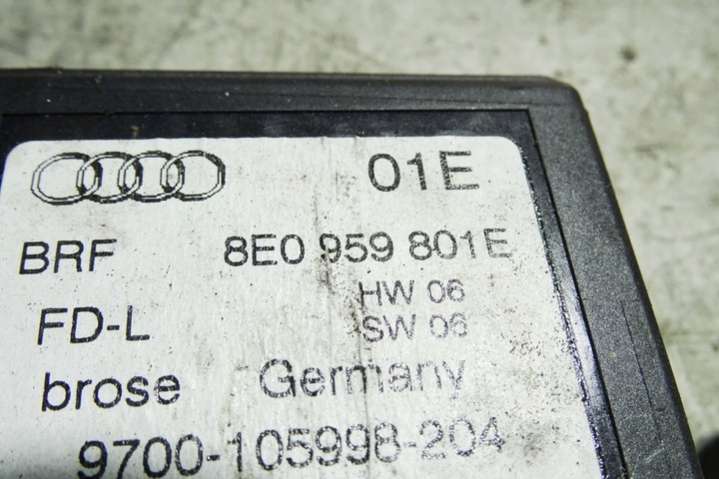 01E
BRF 8E0 959 801E
HW 06
FD-L SW 06
brose Germany
9700-105998-204